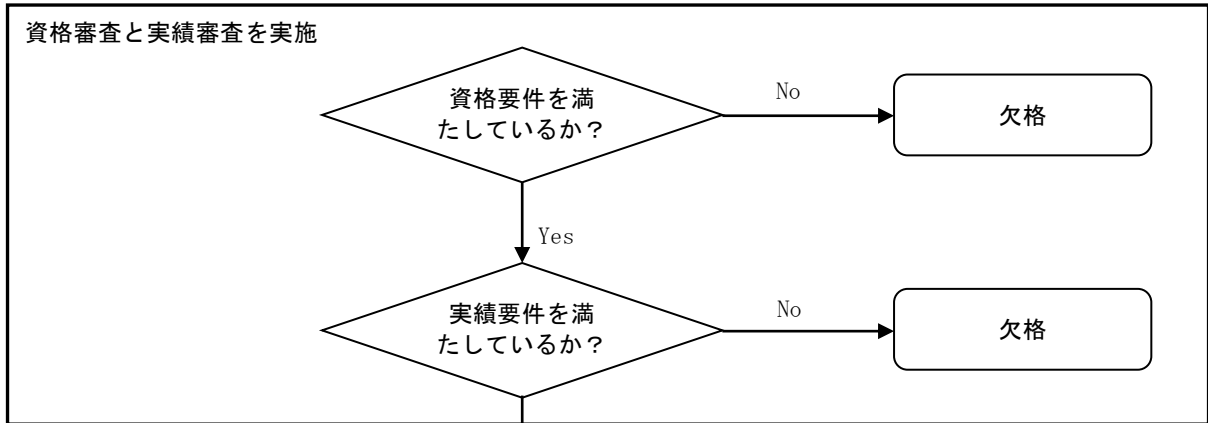 資格審査と実績審査を実施
資格要件を満
たしているか？
No
欠格
Yes
実績要件を満
たしているか？
No
欠格